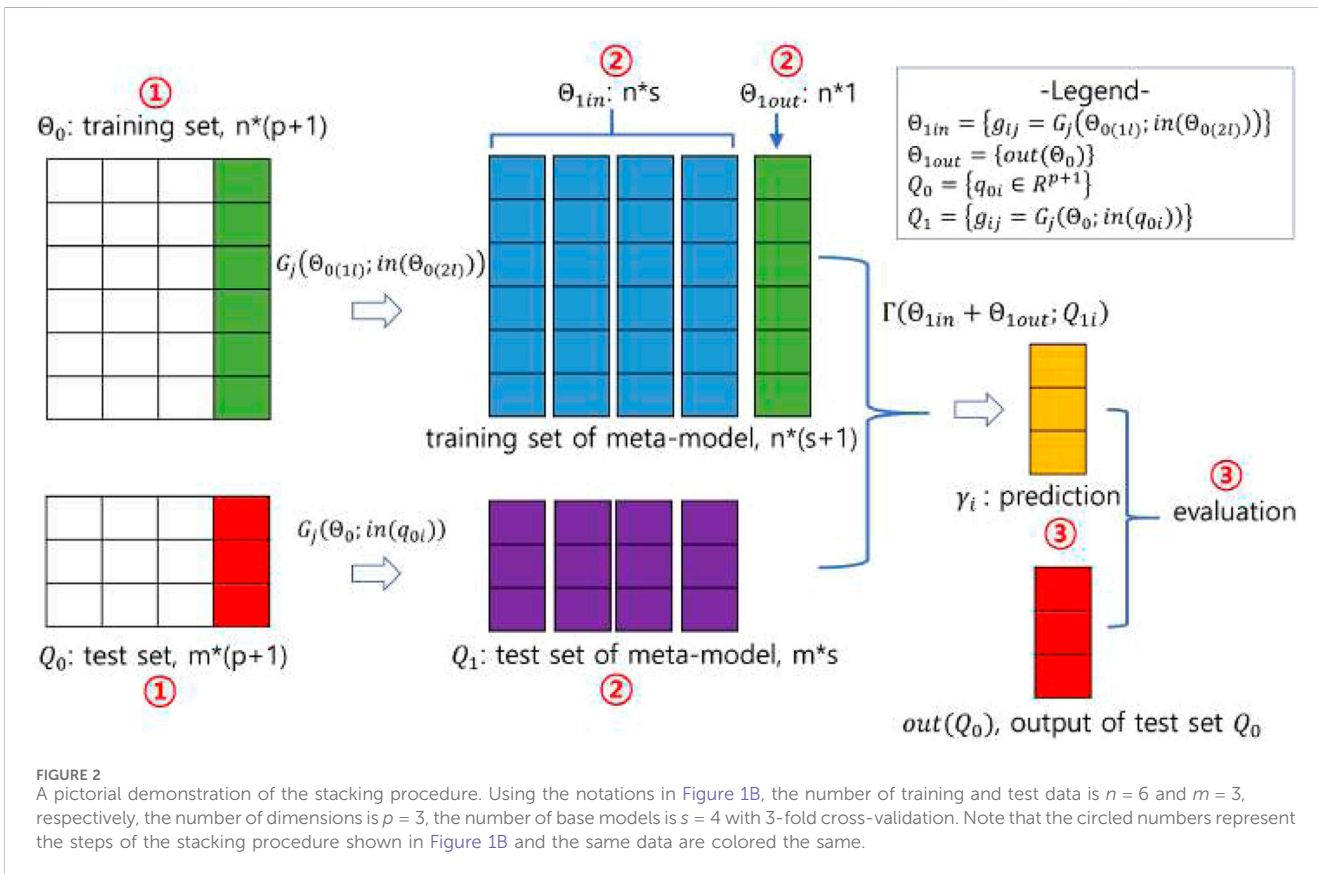 ①
Θ₀: training set, n*(p+1)
②
Θ₁ᵢₙ: n*s
②
Θ₁ₒᵤₜ: n*1
-Legend-
Θ₁ᵢₙ = {gₗⱼ = Gⱼ(Θ₀₍₁ₗ₎; in(Θ₀₍₂ₗ₎))}
Θ₁ₒᵤₜ = {out(Θ₀)}
Q₀ = {q₀ᵢ ∈ Rᵖ⁺¹}
Q₁ = {gᵢⱼ = Gⱼ(Θ₀; in(q₀ᵢ))}
Gⱼ(Θ₀₍₁ₗ₎; in(Θ₀₍₂ₗ₎))
training set of meta-model, n*(s+1)
Γ(Θ₁ᵢₙ + Θ₁ₒᵤₜ; Q₁ᵢ)
γᵢ : prediction
③
③
evaluation
Gⱼ(Θ₀; in(q₀ᵢ))
Q₀: test set, m*(p+1)
①
Q₁: test set of meta-model, m*s
②
out(Q₀), output of test set Q₀
FIGURE 2
A pictorial demonstration of the stacking procedure. Using the notations in Figure 1B, the number of training and test data is n = 6 and m = 3,
respectively, the number of dimensions is p = 3, the number of base models is s = 4 with 3-fold cross-validation. Note that the circled numbers represent
the steps of the stacking procedure shown in Figure 1B and the same data are colored the same.